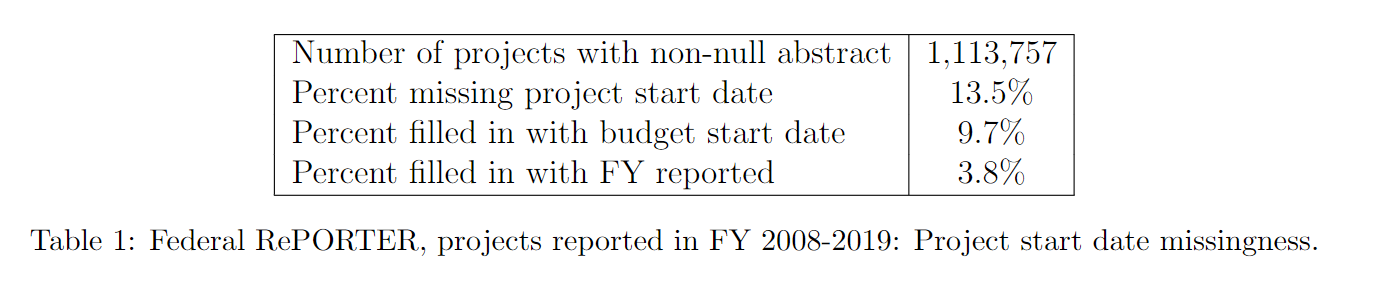 Number of projects with non-null abstract 1,113,757
Percent missing project start date 13.5%
Percent filled in with budget start date 9.7%
Percent filled in with FY reported 3.8%
Table 1: Federal RePORTER, projects reported in FY 2008-2019: Project start date missingness.